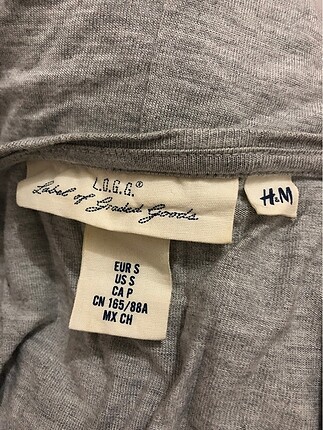 L.O.G.G.®
Label of Graded Goods
H&M
EUR S
US S
CA P
CN 165/88A
MX CH